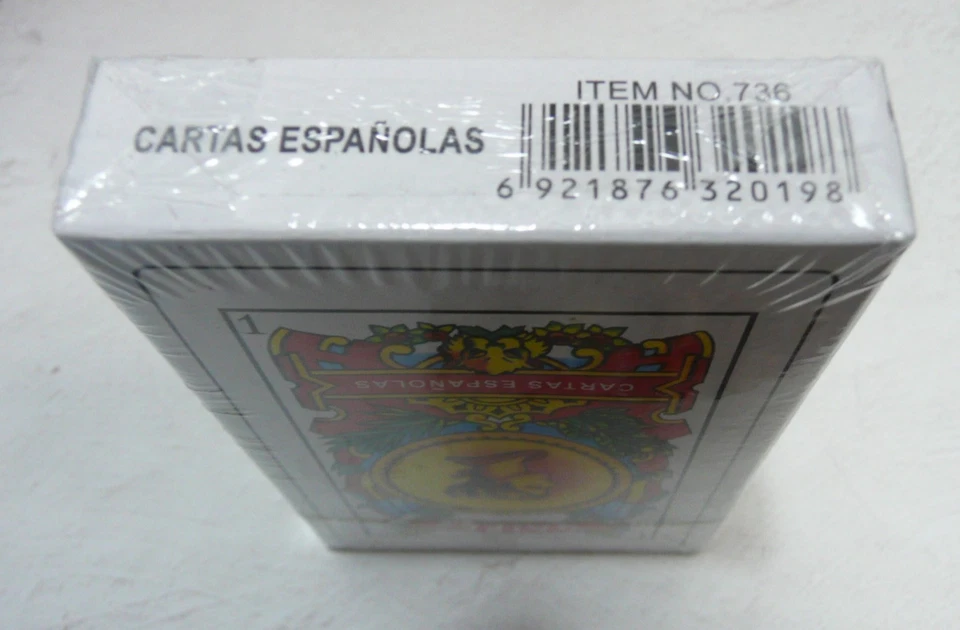 ITEM NO.736
CARTAS ESPAÑOLAS
6 921876 320198
1
CARTAS ESPAÑOLAS